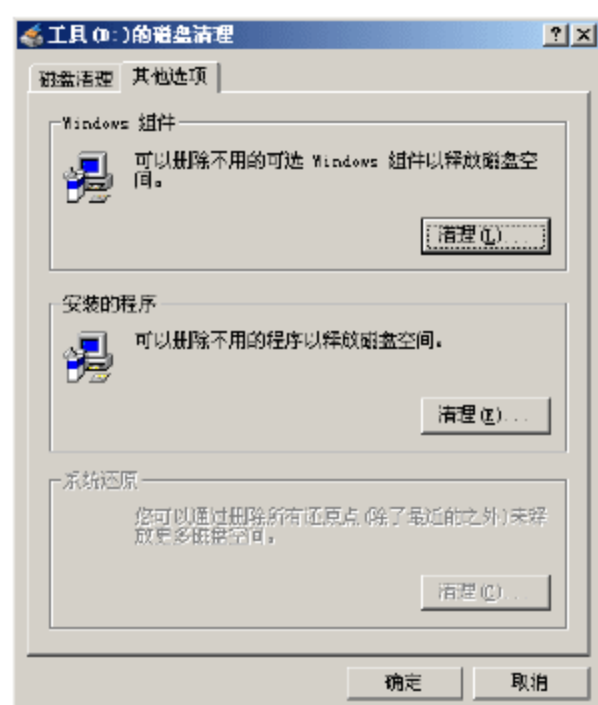 工具 (D:)的磁盘清理
磁盘清理 其他选项
Windows 组件
可以删除不用的可选 Windows 组件以释放磁盘空
间。
清理(L)...
安装的程序
可以删除不用的程序以释放磁盘空间。
清理(E)...
系统还原
您可以通过删除所有还原点(除了最近的之外)来释
放更多磁盘空间。
清理(C)...
确定 取消